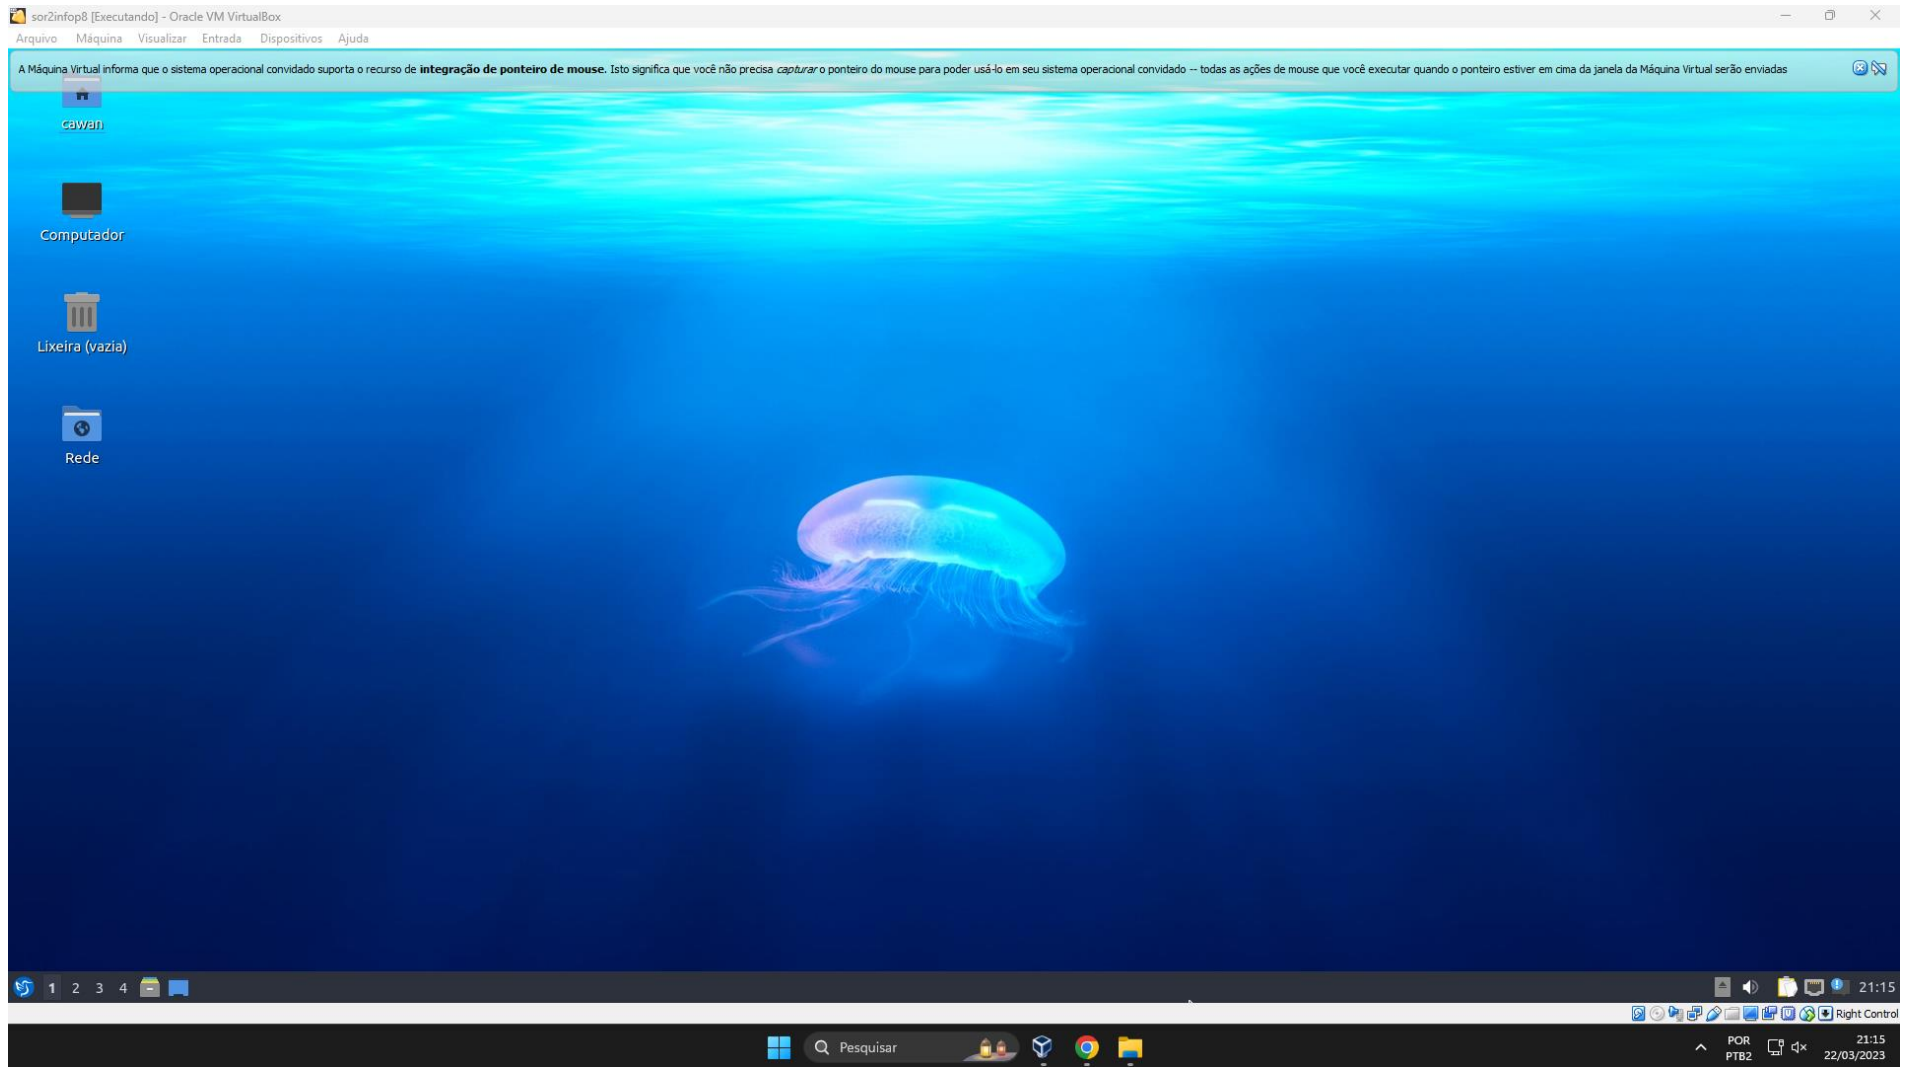 sor2infop8 [Executando] - Oracle VM VirtualBox
Arquivo Máquina Visualizar Entrada Dispositivos Ajuda
A Máquina Virtual informa que o sistema operacional convidado suporta o recurso de integração de ponteiro de mouse. Isto significa que você não precisa capturar o ponteiro do mouse para poder usá-lo em seu sistema operacional convidado -- todas as ações de mouse que você executar quando o ponteiro estiver em cima da janela da Máquina Virtual serão enviadas
cawan
Computador
Lixeira (vazia)
Rede
1 2 3 4
21:15
Right Control
Pesquisar
POR
PTB2
21:15
22/03/2023